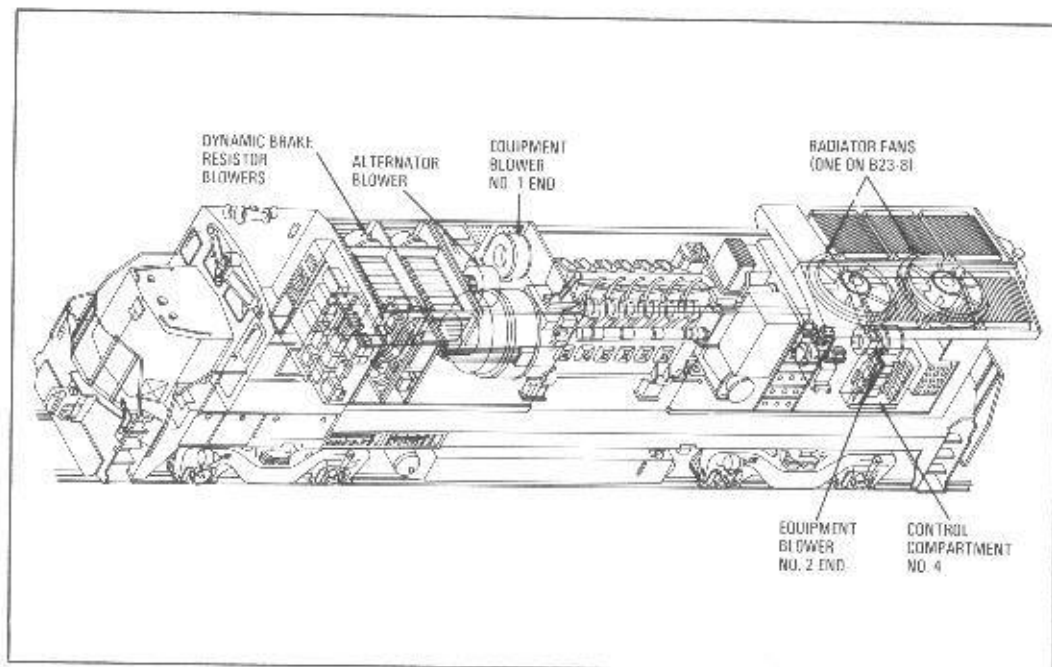 DYNAMIC BRAKE
RESISTOR
BLOWERS
ALTERNATOR
BLOWER
EQUIPMENT
BLOWER
NO. 1 END
RADIATOR FANS
(ONE ON B23-8)
EQUIPMENT
BLOWER
NO. 2 END
CONTROL
COMPARTMENT
NO. 4